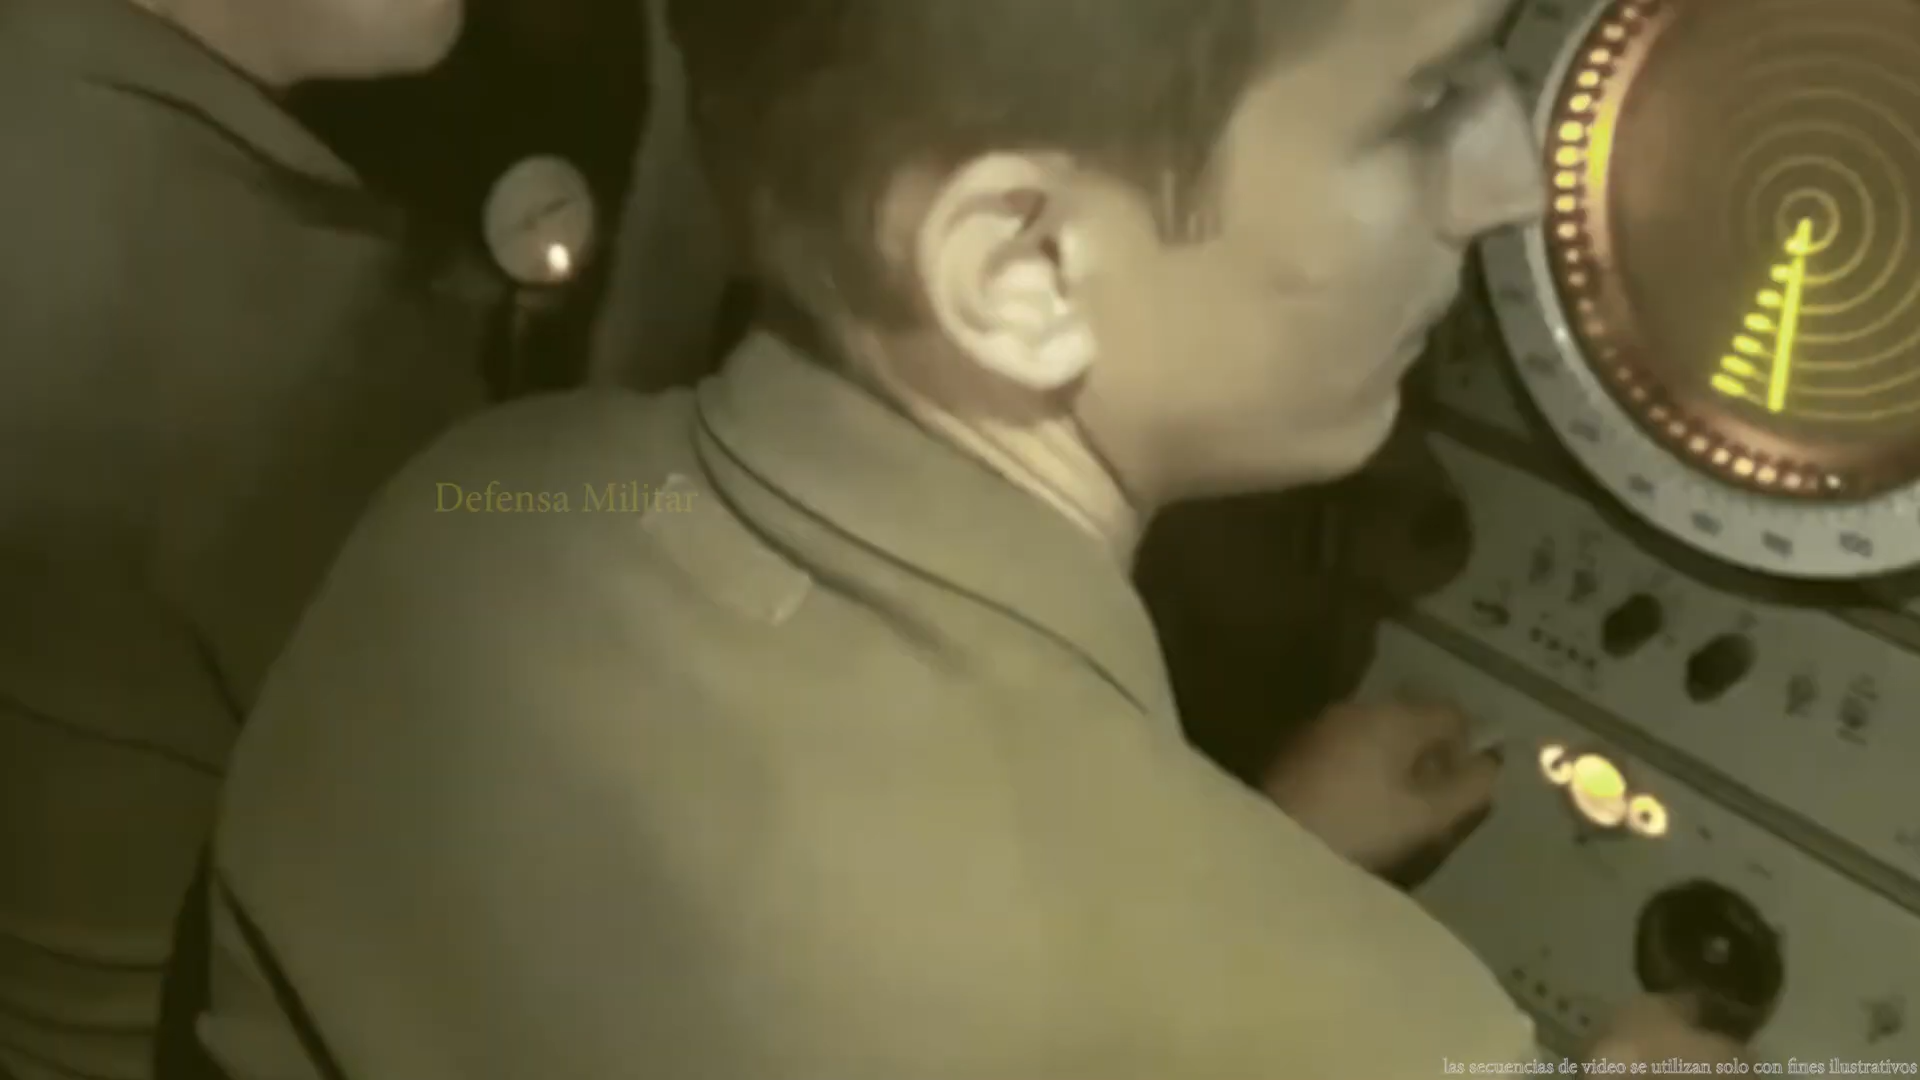 Defensa Militar
las secuencias de video se utilizan solo con fines ilustrativos